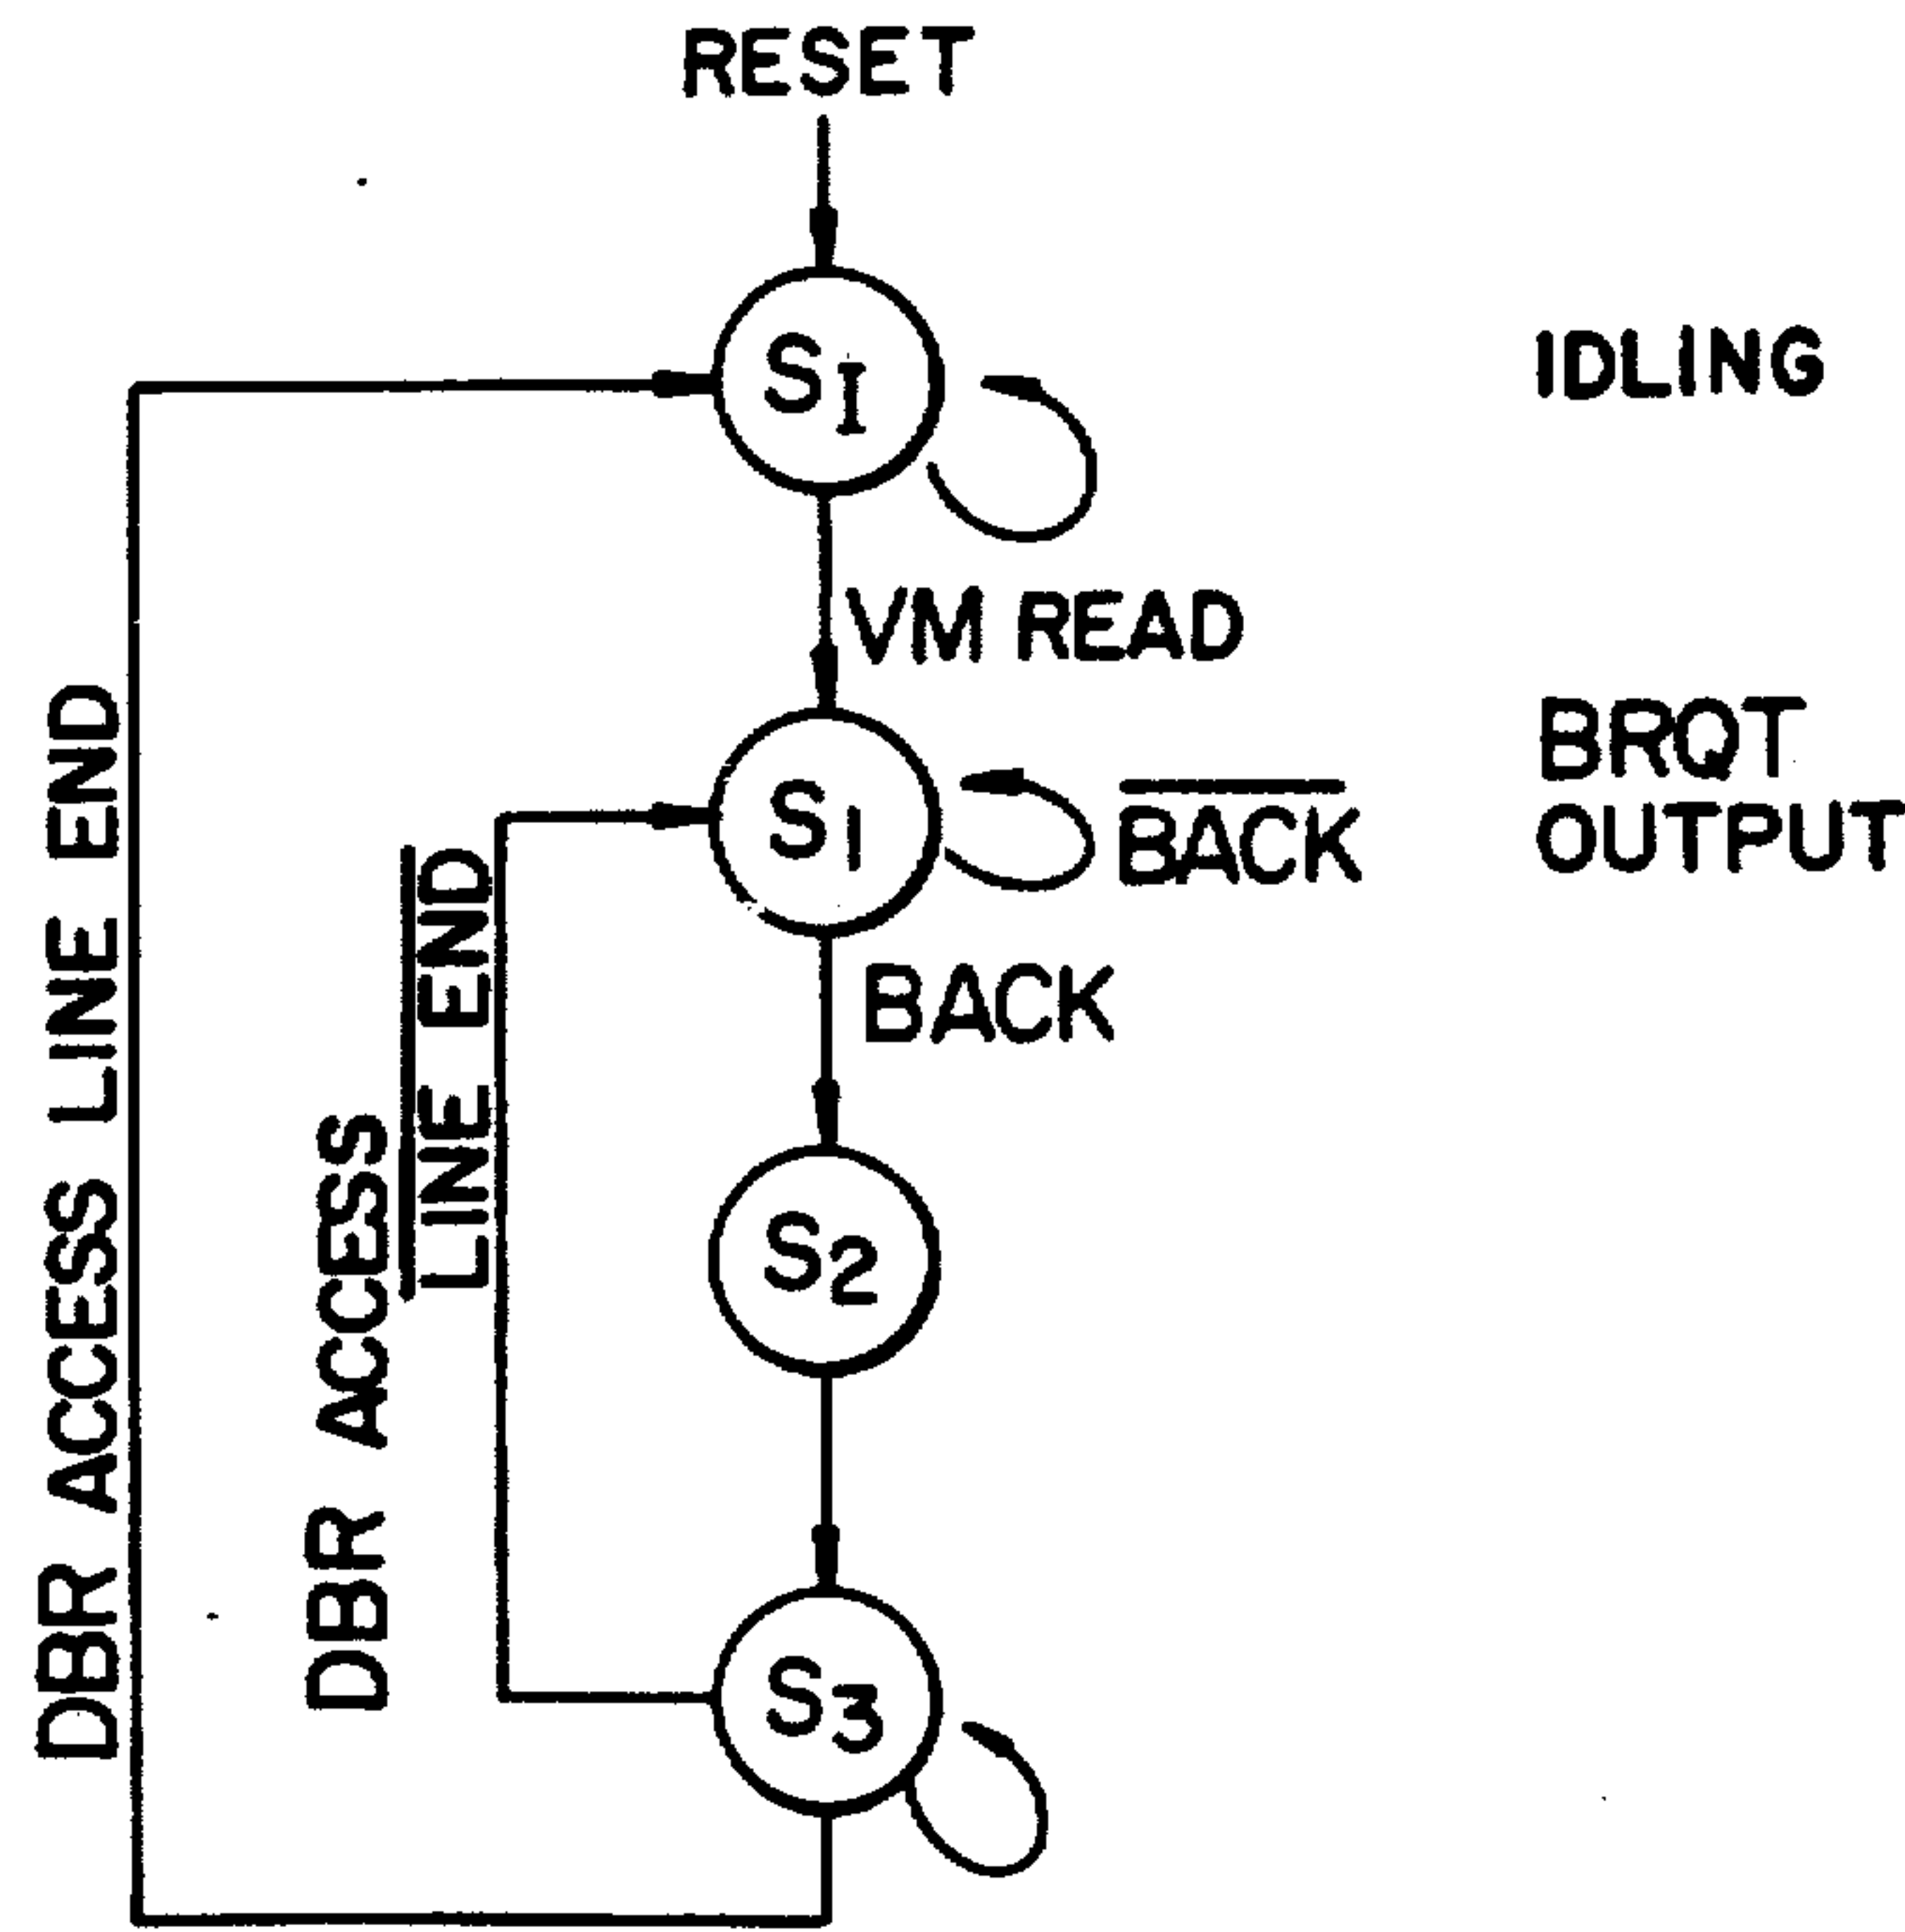 RESET
SI
IDLING
VM READ
S1
BACK
BRQT
OUTPUT
BACK
S2
S3
DBR ACCESS LINE END
DBR ACCESS
LINE END